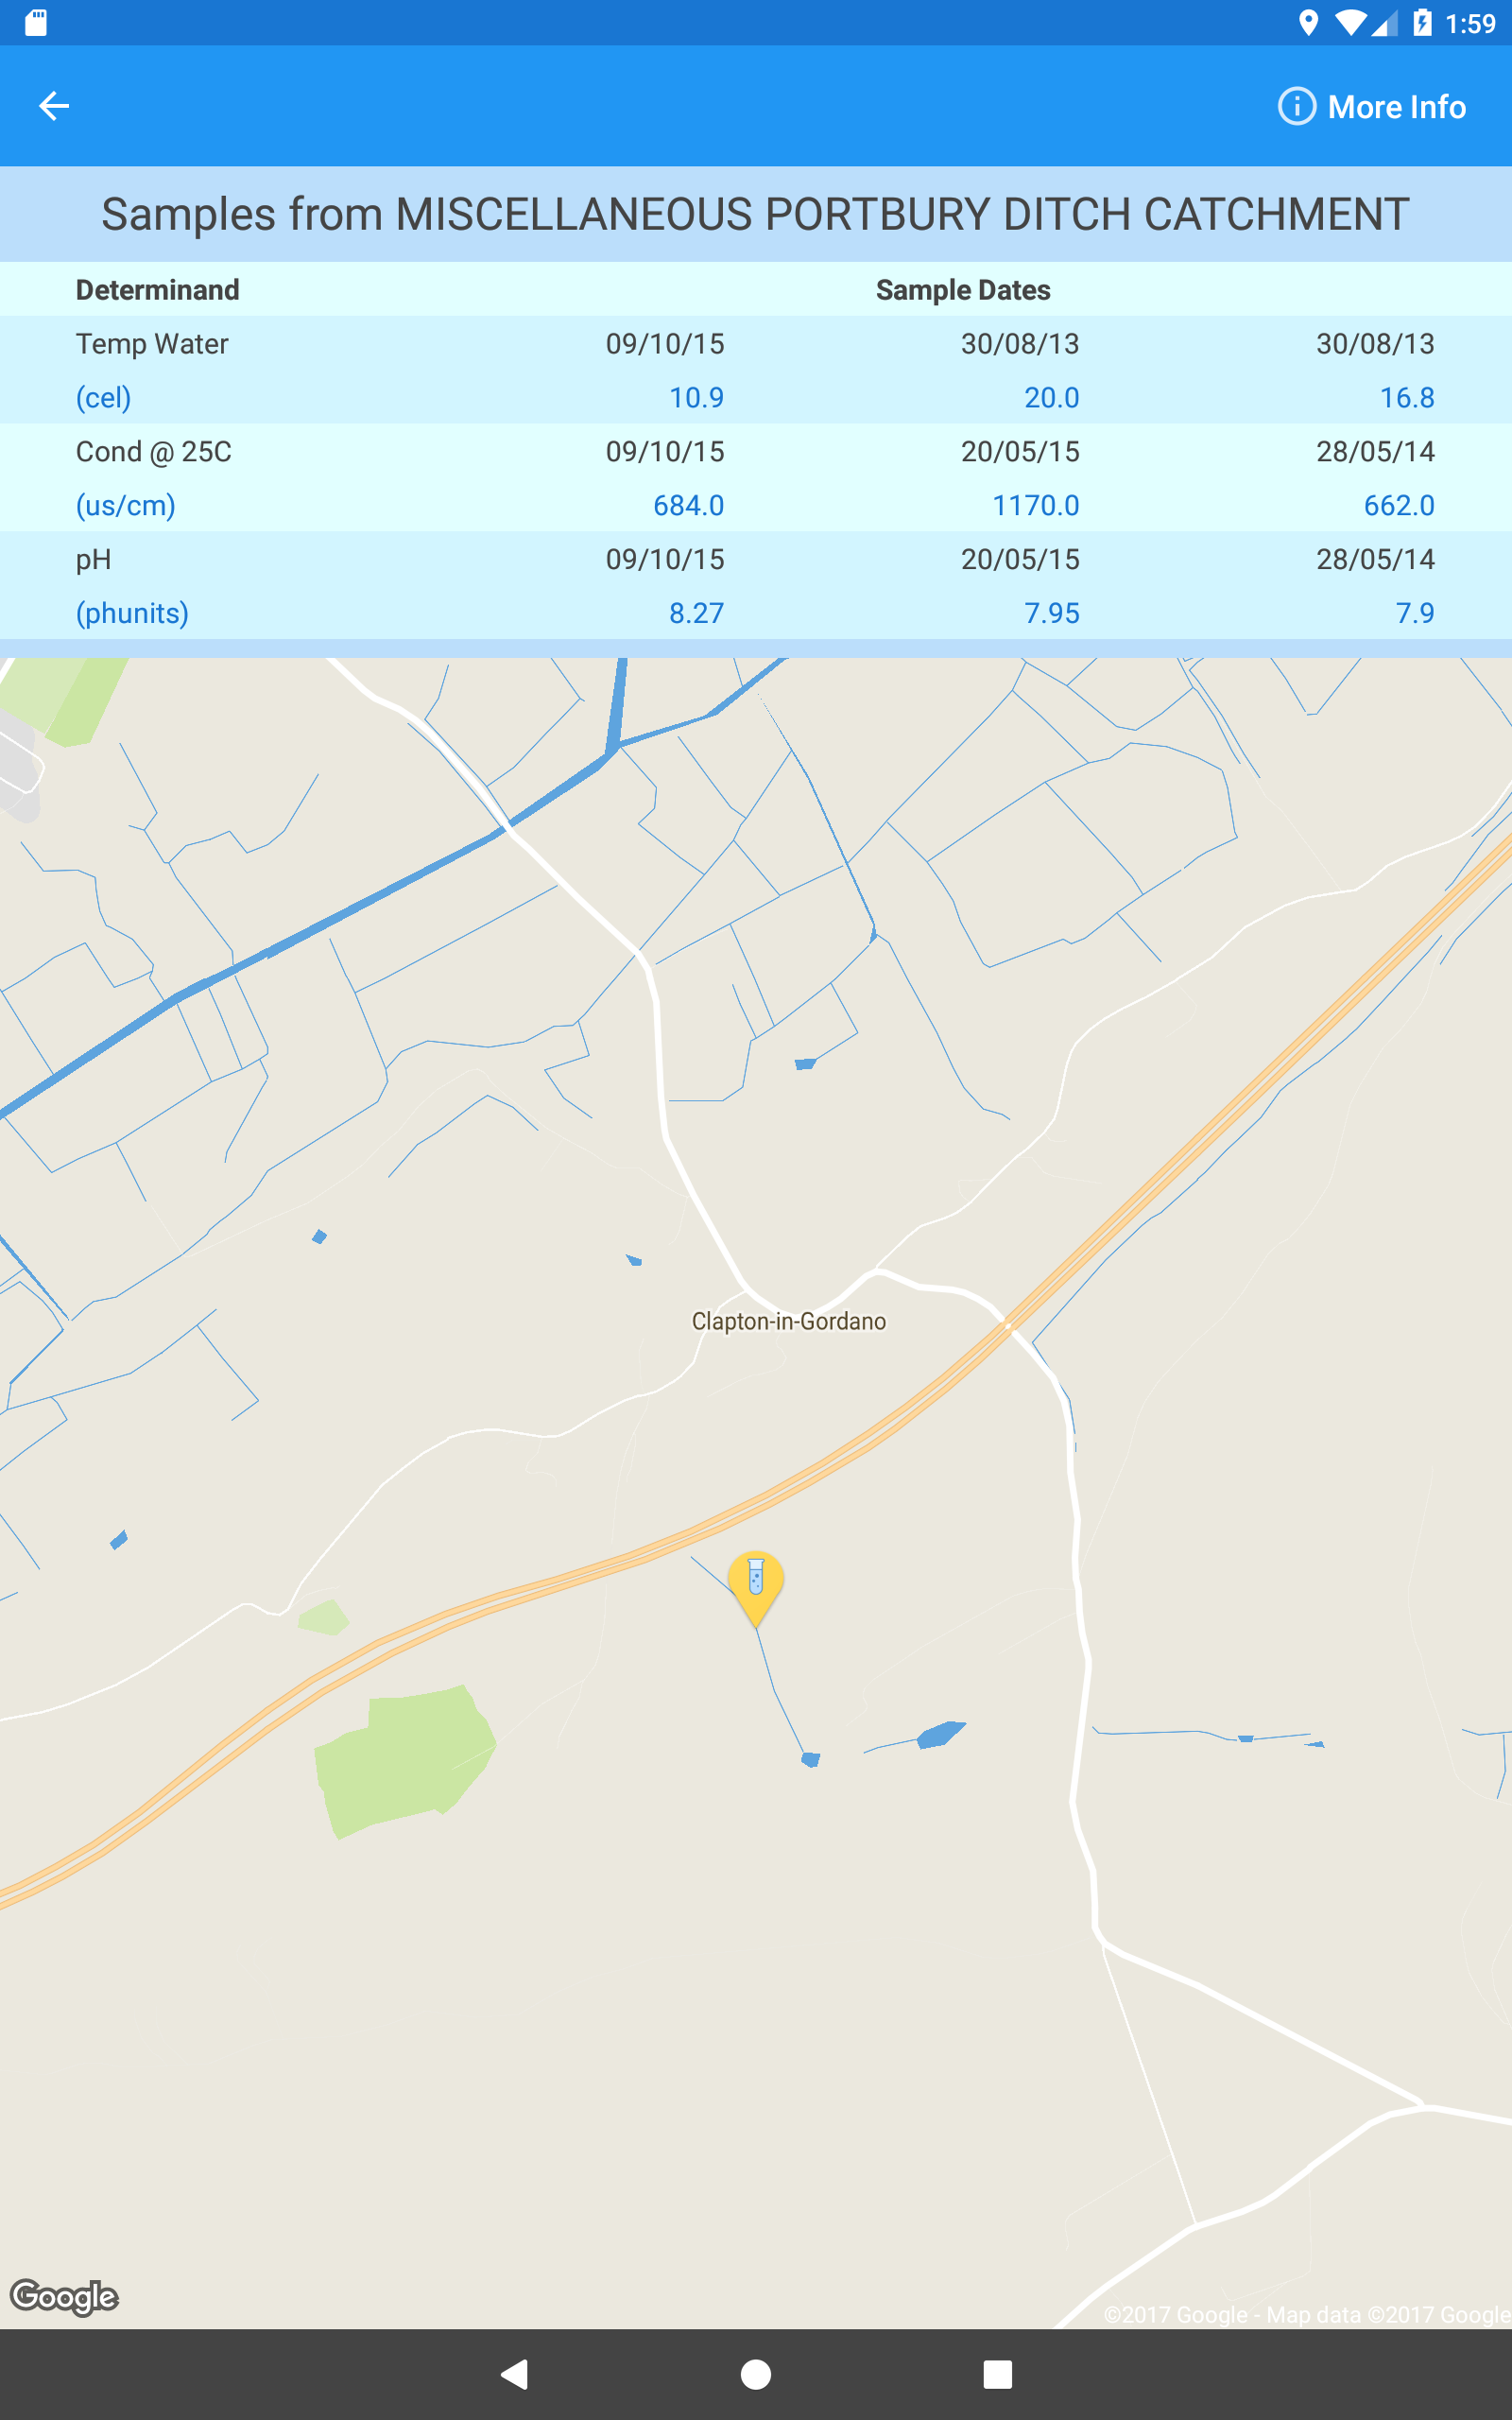 1:59
More Info
Samples from MISCELLANEOUS PORTBURY DITCH CATCHMENT
Determinand Sample Dates
Temp Water 09/10/15 30/08/13 30/08/13
(cel) 10.9 20.0 16.8
Cond @ 25C 09/10/15 20/05/15 28/05/14
(us/cm) 684.0 1170.0 662.0
pH 09/10/15 20/05/15 28/05/14
(phunits) 8.27 7.95 7.9
Clapton-in-Gordano
Google
©2017 Google - Map data ©2017 Google